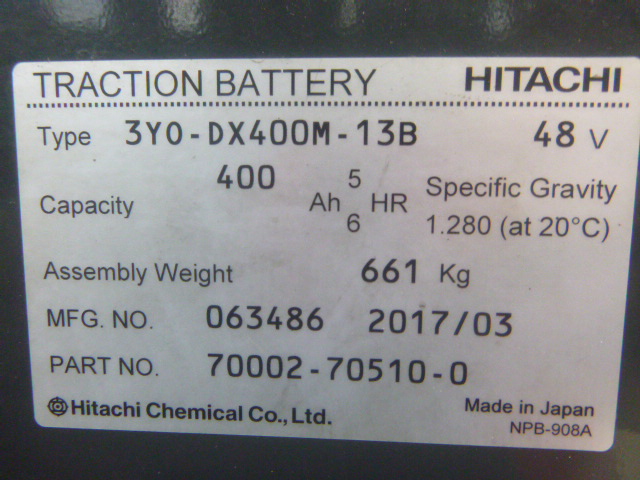 TRACTION BATTERY HITACHI
Type 3Y0-DX400M-13B 48 V
Capacity 400 Ah 5 HR Specific Gravity
6 1.280 (at 20°C)
Assembly Weight 661 Kg
MFG. NO. 063486 2017/03
PART NO. 70002-70510-0
Hitachi Chemical Co., Ltd. Made in Japan
NPB-908A